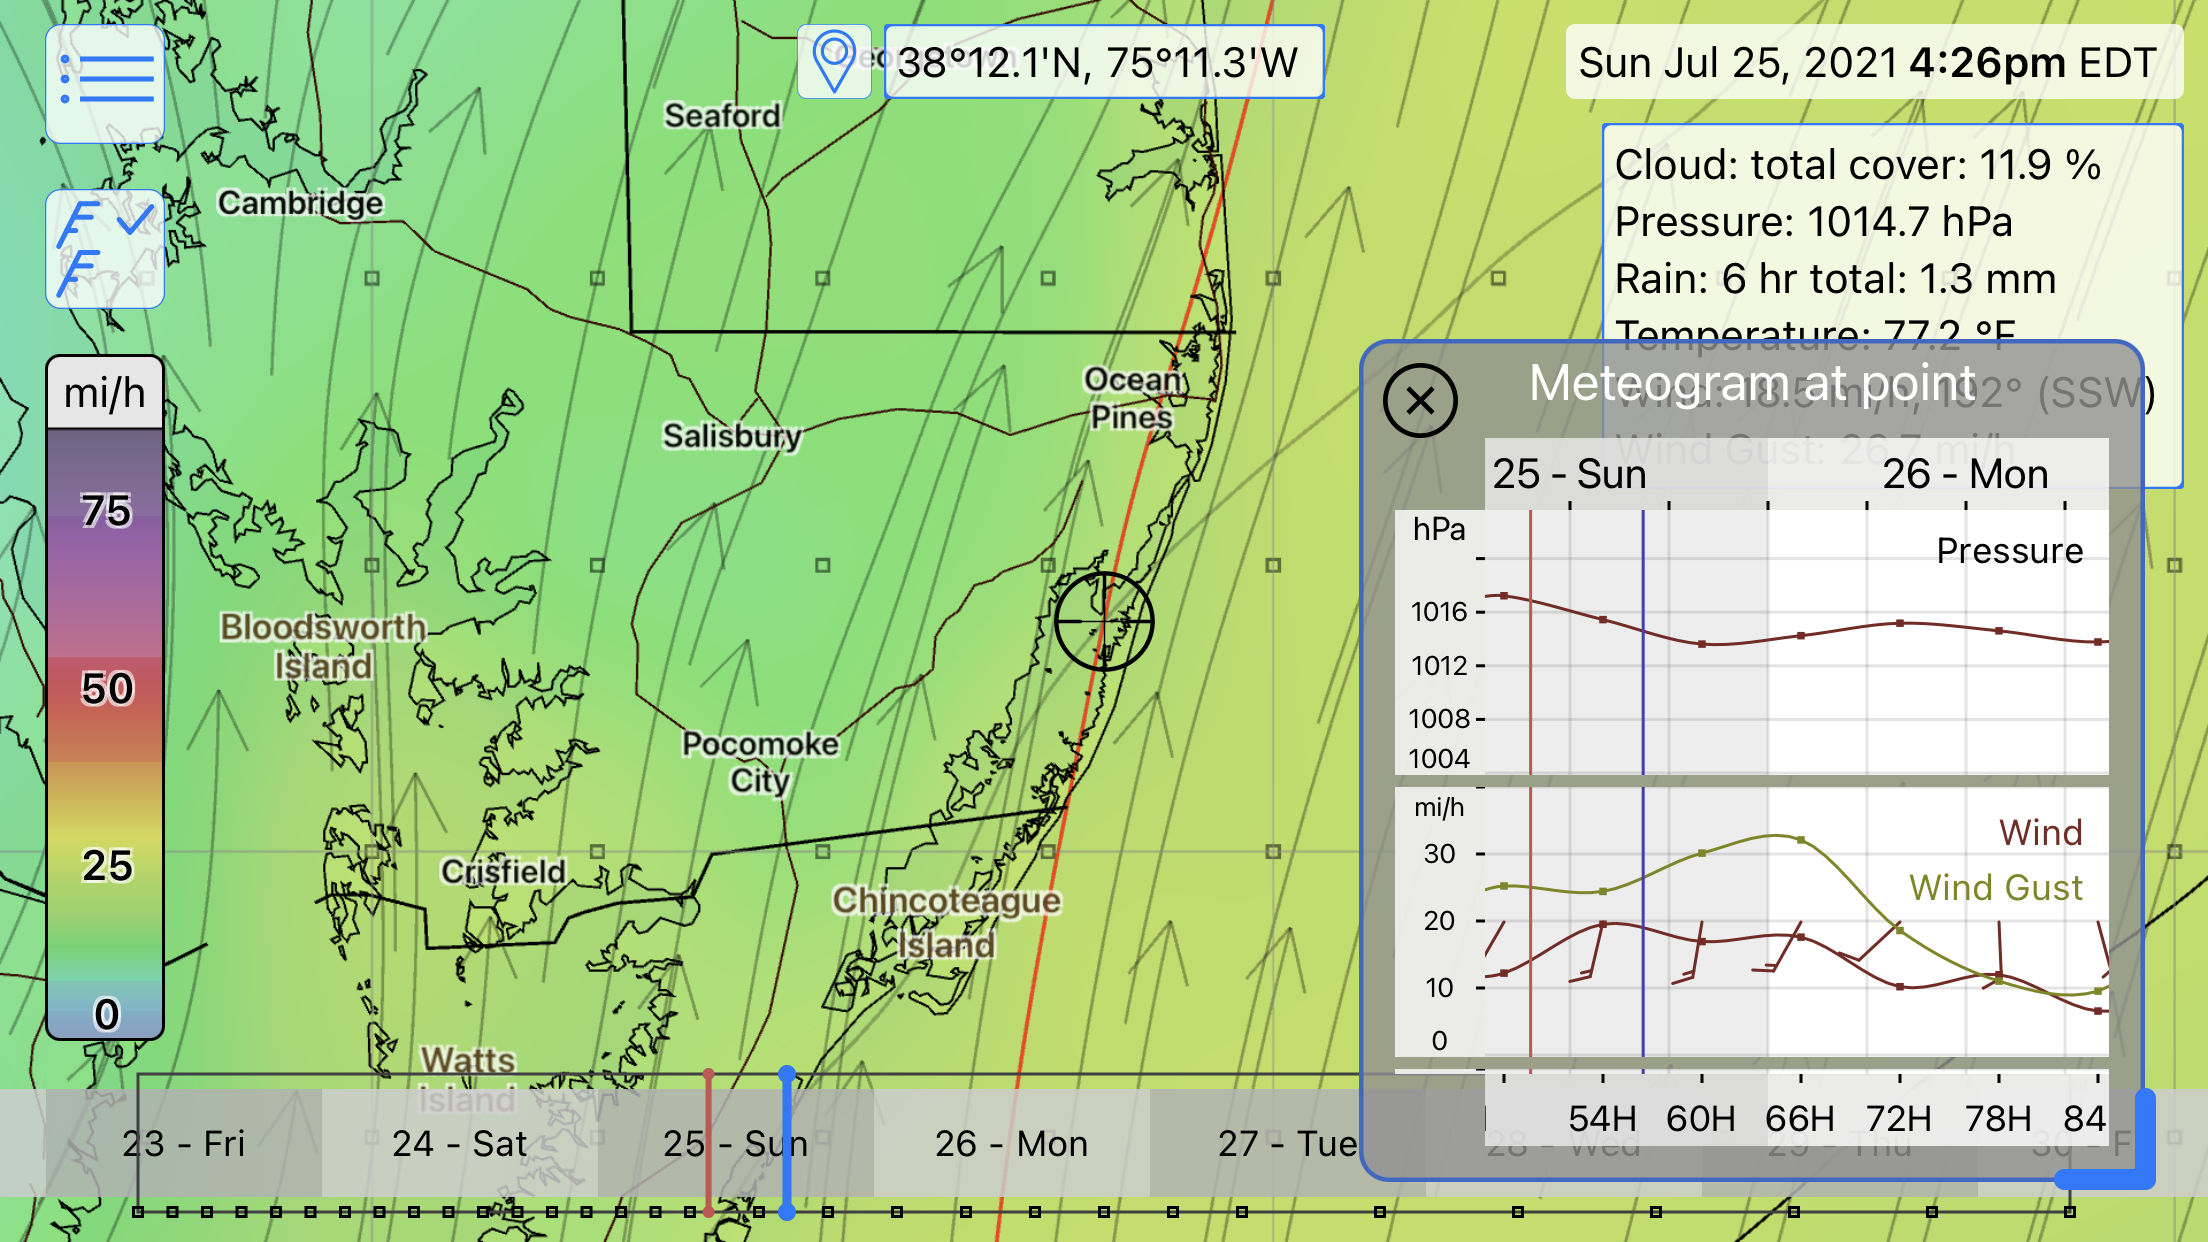 38°12.1'N, 75°11.3'W
Sun Jul 25, 2021 4:26pm EDT
Seaford
Cambridge
Cloud: total cover: 11.9 %
Pressure: 1014.7 hPa
Rain: 6 hr total: 1.3 mm
Temperature: 77.2 °F
Wind: 18.5 mi/h, 192° (SSW)
Wind Gust: 26.7 mi/h
mi/h
75
50
25
0
Ocean
Pines
Salisbury
Bloodsworth
Island
Pocomoke
City
Crisfield
Chincoteague
Island
Watts
Island
Meteogram at point
25 - Sun
26 - Mon
hPa
Pressure
1016
1012
1008
1004
mi/h
Wind
Wind Gust
30
20
10
0
54H 60H 66H 72H 78H 84
23 - Fri
24 - Sat
25 - Sun
26 - Mon
27 - Tue
28 - Wed
29 - Thu
30 - F